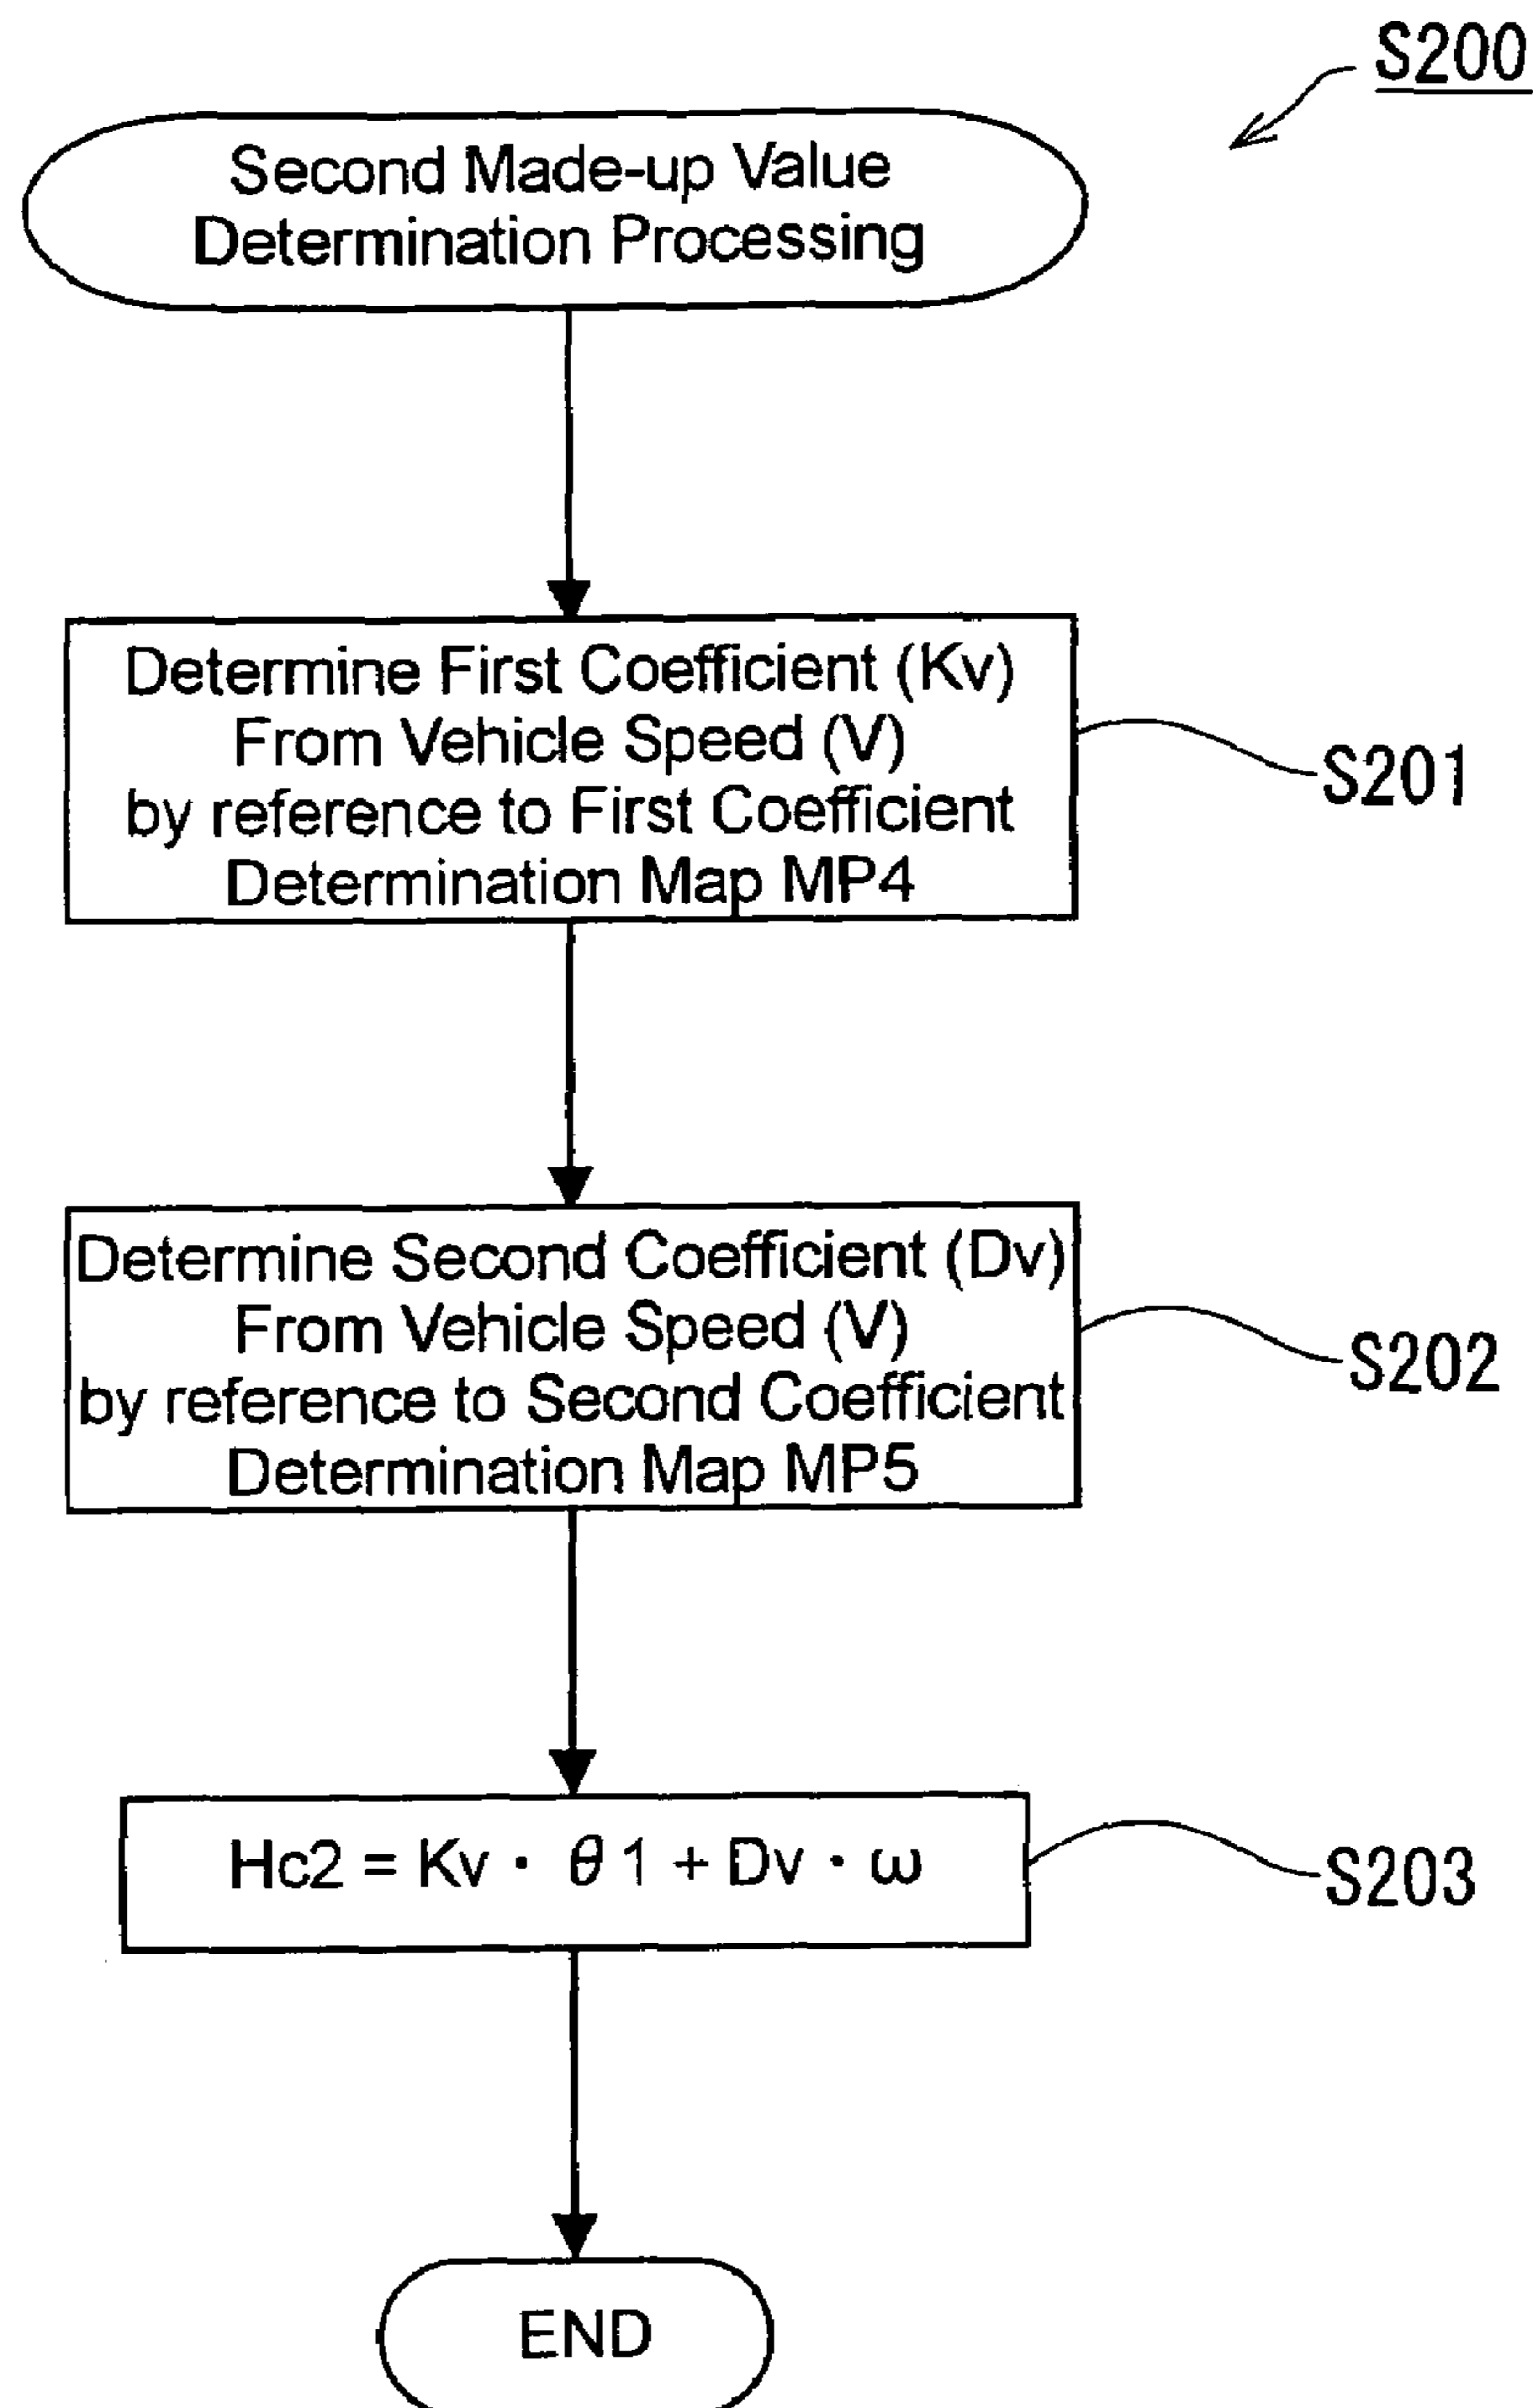 S200
Second Made-up Value
Determination Processing
Determine First Coefficient (Kv)
From Vehicle Speed (V)
by reference to First Coefficient
Determination Map MP4
S201
Determine Second Coefficient (Dv)
From Vehicle Speed (V)
by reference to Second Coefficient
Determination Map MP5
S202
Hc2 = Kv · θ1 + Dv · ω
S203
END